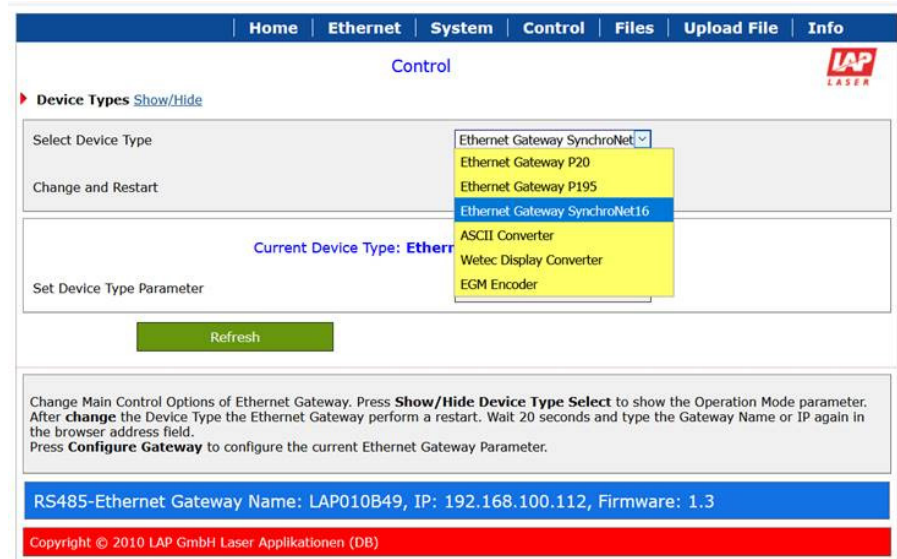 Home | Ethernet | System | Control | Files | Upload File | Info
Control
LAP
LASER
Device Types Show/Hide
Select Device Type
Ethernet Gateway SynchroNet
Ethernet Gateway P20
Change and Restart
Ethernet Gateway P195
Ethernet Gateway SynchroNet16
ASCII Converter
Current Device Type:
Wetec Display Converter
Set Device Type Parameter
EGM Encoder
Refresh
Change Main Control Options of Ethernet Gateway. Press Show/Hide Device Type Select to show the Operation Mode parameter.
After change the Device Type the Ethernet Gateway perform a restart. Wait 20 seconds and type the Gateway Name or IP again in
the browser address field.
Press Configure Gateway to configure the current Ethernet Gateway Parameter.
RS485-Ethernet Gateway Name: LAP010B49, IP: 192.168.100.112, Firmware: 1.3
Copyright © 2010 LAP GmbH Laser Applikationen (DB)